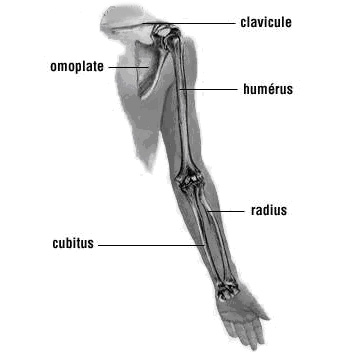 clavicule
omoplate
humérus
radius
cubitus